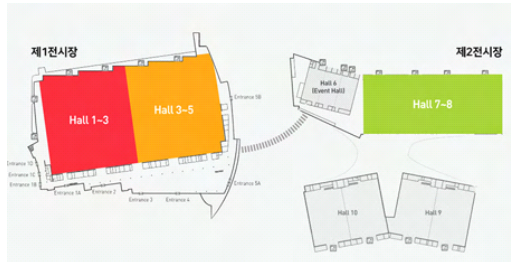 제1전시장
제2전시장
Hall 6
(Event Hall)
Hall 7~8
Hall 1~3
Hall 3~5
Entrance 5B
Entrance 1D
Entrance 1C
Entrance 1B
Entrance 1A
Entrance 2
Entrance 3
Entrance 4
Entrance 5A
Hall 10
Hall 9